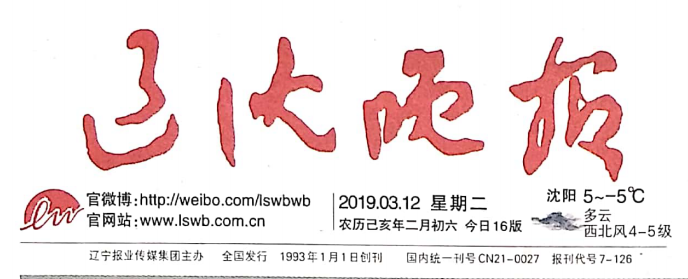 辽沈晚报
官微博:http://weibo.com/lswbwb
官网站:www.lswb.com.cn
2019.03.12 星期二
农历己亥年二月初六 今日16版
沈阳 5~-5℃
多云
西北风4-5级
辽宁报业传媒集团主办 全国发行 1993年1月1日创刊 国内统一刊号CN21-0027 报刊代号7-126